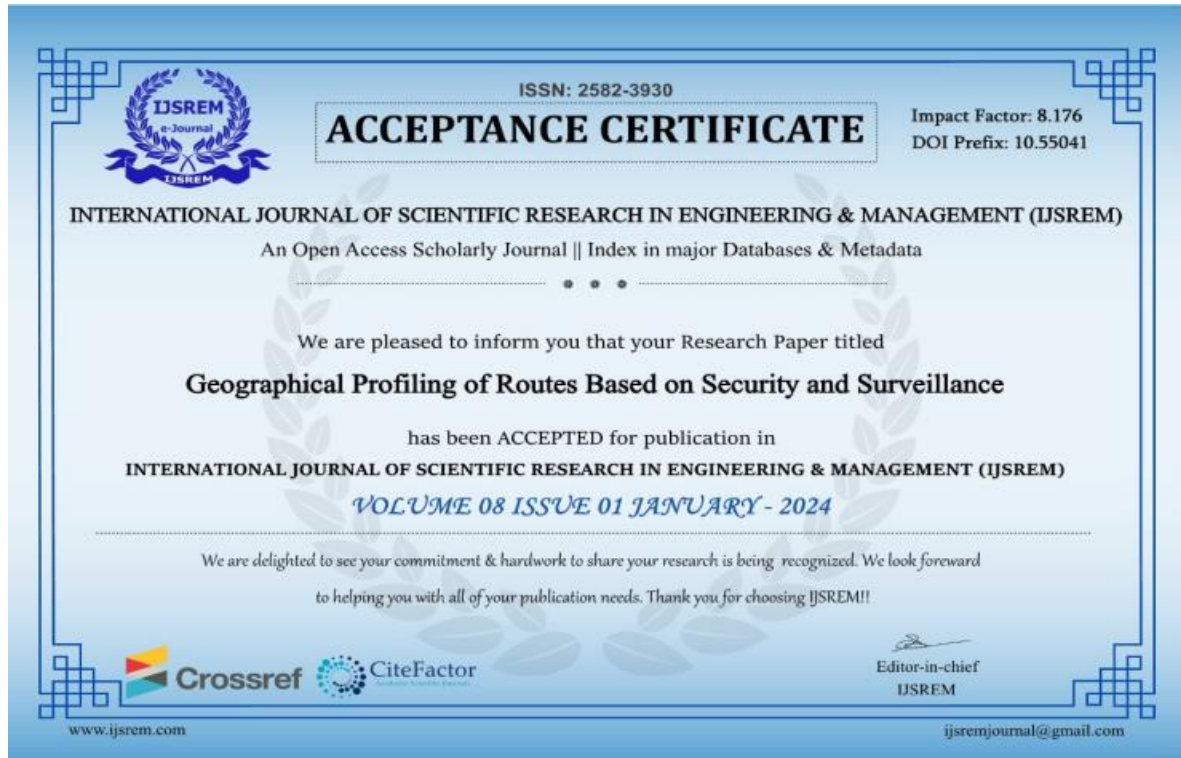 IJSREM
e-Journal
IJSREM
ISSN: 2582-3930
ACCEPTANCE CERTIFICATE
Impact Factor: 8.176
DOI Prefix: 10.55041
INTERNATIONAL JOURNAL OF SCIENTIFIC RESEARCH IN ENGINEERING & MANAGEMENT (IJSREM)
An Open Access Scholarly Journal || Index in major Databases & Metadata
We are pleased to inform you that your Research Paper titled
Geographical Profiling of Routes Based on Security and Surveillance
has been ACCEPTED for publication in
INTERNATIONAL JOURNAL OF SCIENTIFIC RESEARCH IN ENGINEERING & MANAGEMENT (IJSREM)
VOLUME 08 ISSUE 01 JANUARY - 2024
We are delighted to see your commitment & hardwork to share your research is being recognized. We look foreward
to helping you with all of your publication needs. Thank you for choosing IJSREM!!
Crossref
CiteFactor
Editor-in-chief
IJSREM
www.ijsrem.com
ijsremjournal@gmail.com